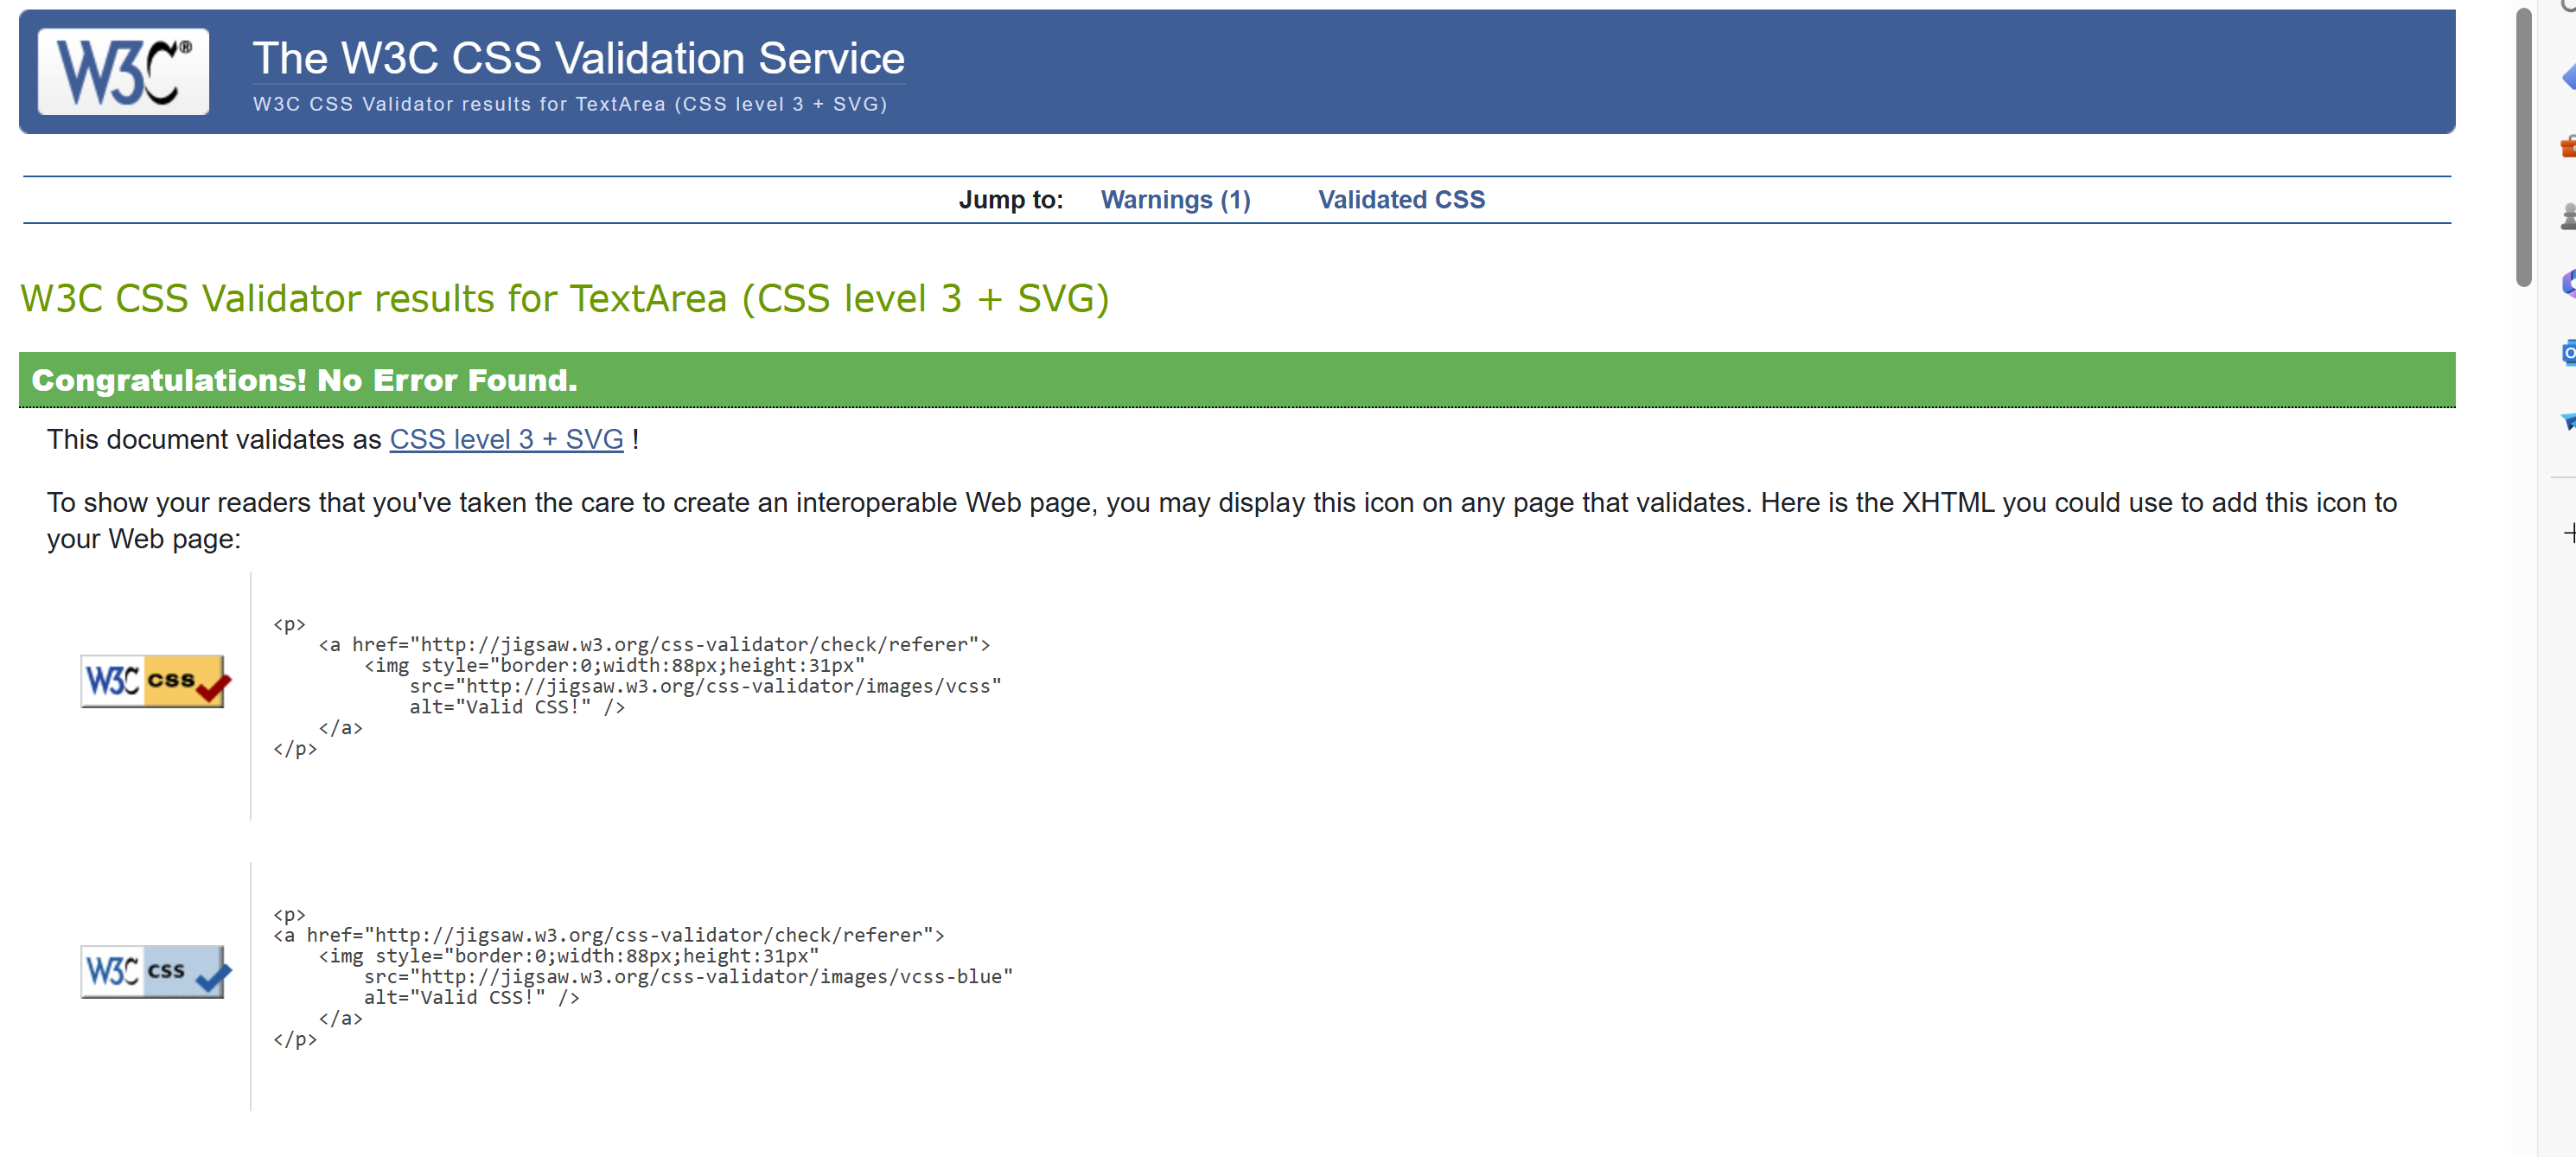 W3C®
The W3C CSS Validation Service
W3C CSS Validator results for TextArea (CSS level 3 + SVG)
Jump to: Warnings (1) Validated CSS
W3C CSS Validator results for TextArea (CSS level 3 + SVG)
Congratulations! No Error Found.
This document validates as CSS level 3 + SVG !
To show your readers that you've taken the care to create an interoperable Web page, you may display this icon on any page that validates. Here is the XHTML you could use to add this icon to
your Web page:
W3C css
<p>
<a href="http://jigsaw.w3.org/css-validator/check/referer">
<img style="border:0;width:88px;height:31px"
src="http://jigsaw.w3.org/css-validator/images/vcss"
alt="Valid CSS!" />
</a>
</p>
W3C css
<p>
<a href="http://jigsaw.w3.org/css-validator/check/referer">
<img style="border:0;width:88px;height:31px"
src="http://jigsaw.w3.org/css-validator/images/vcss-blue"
alt="Valid CSS!" />
</a>
</p>